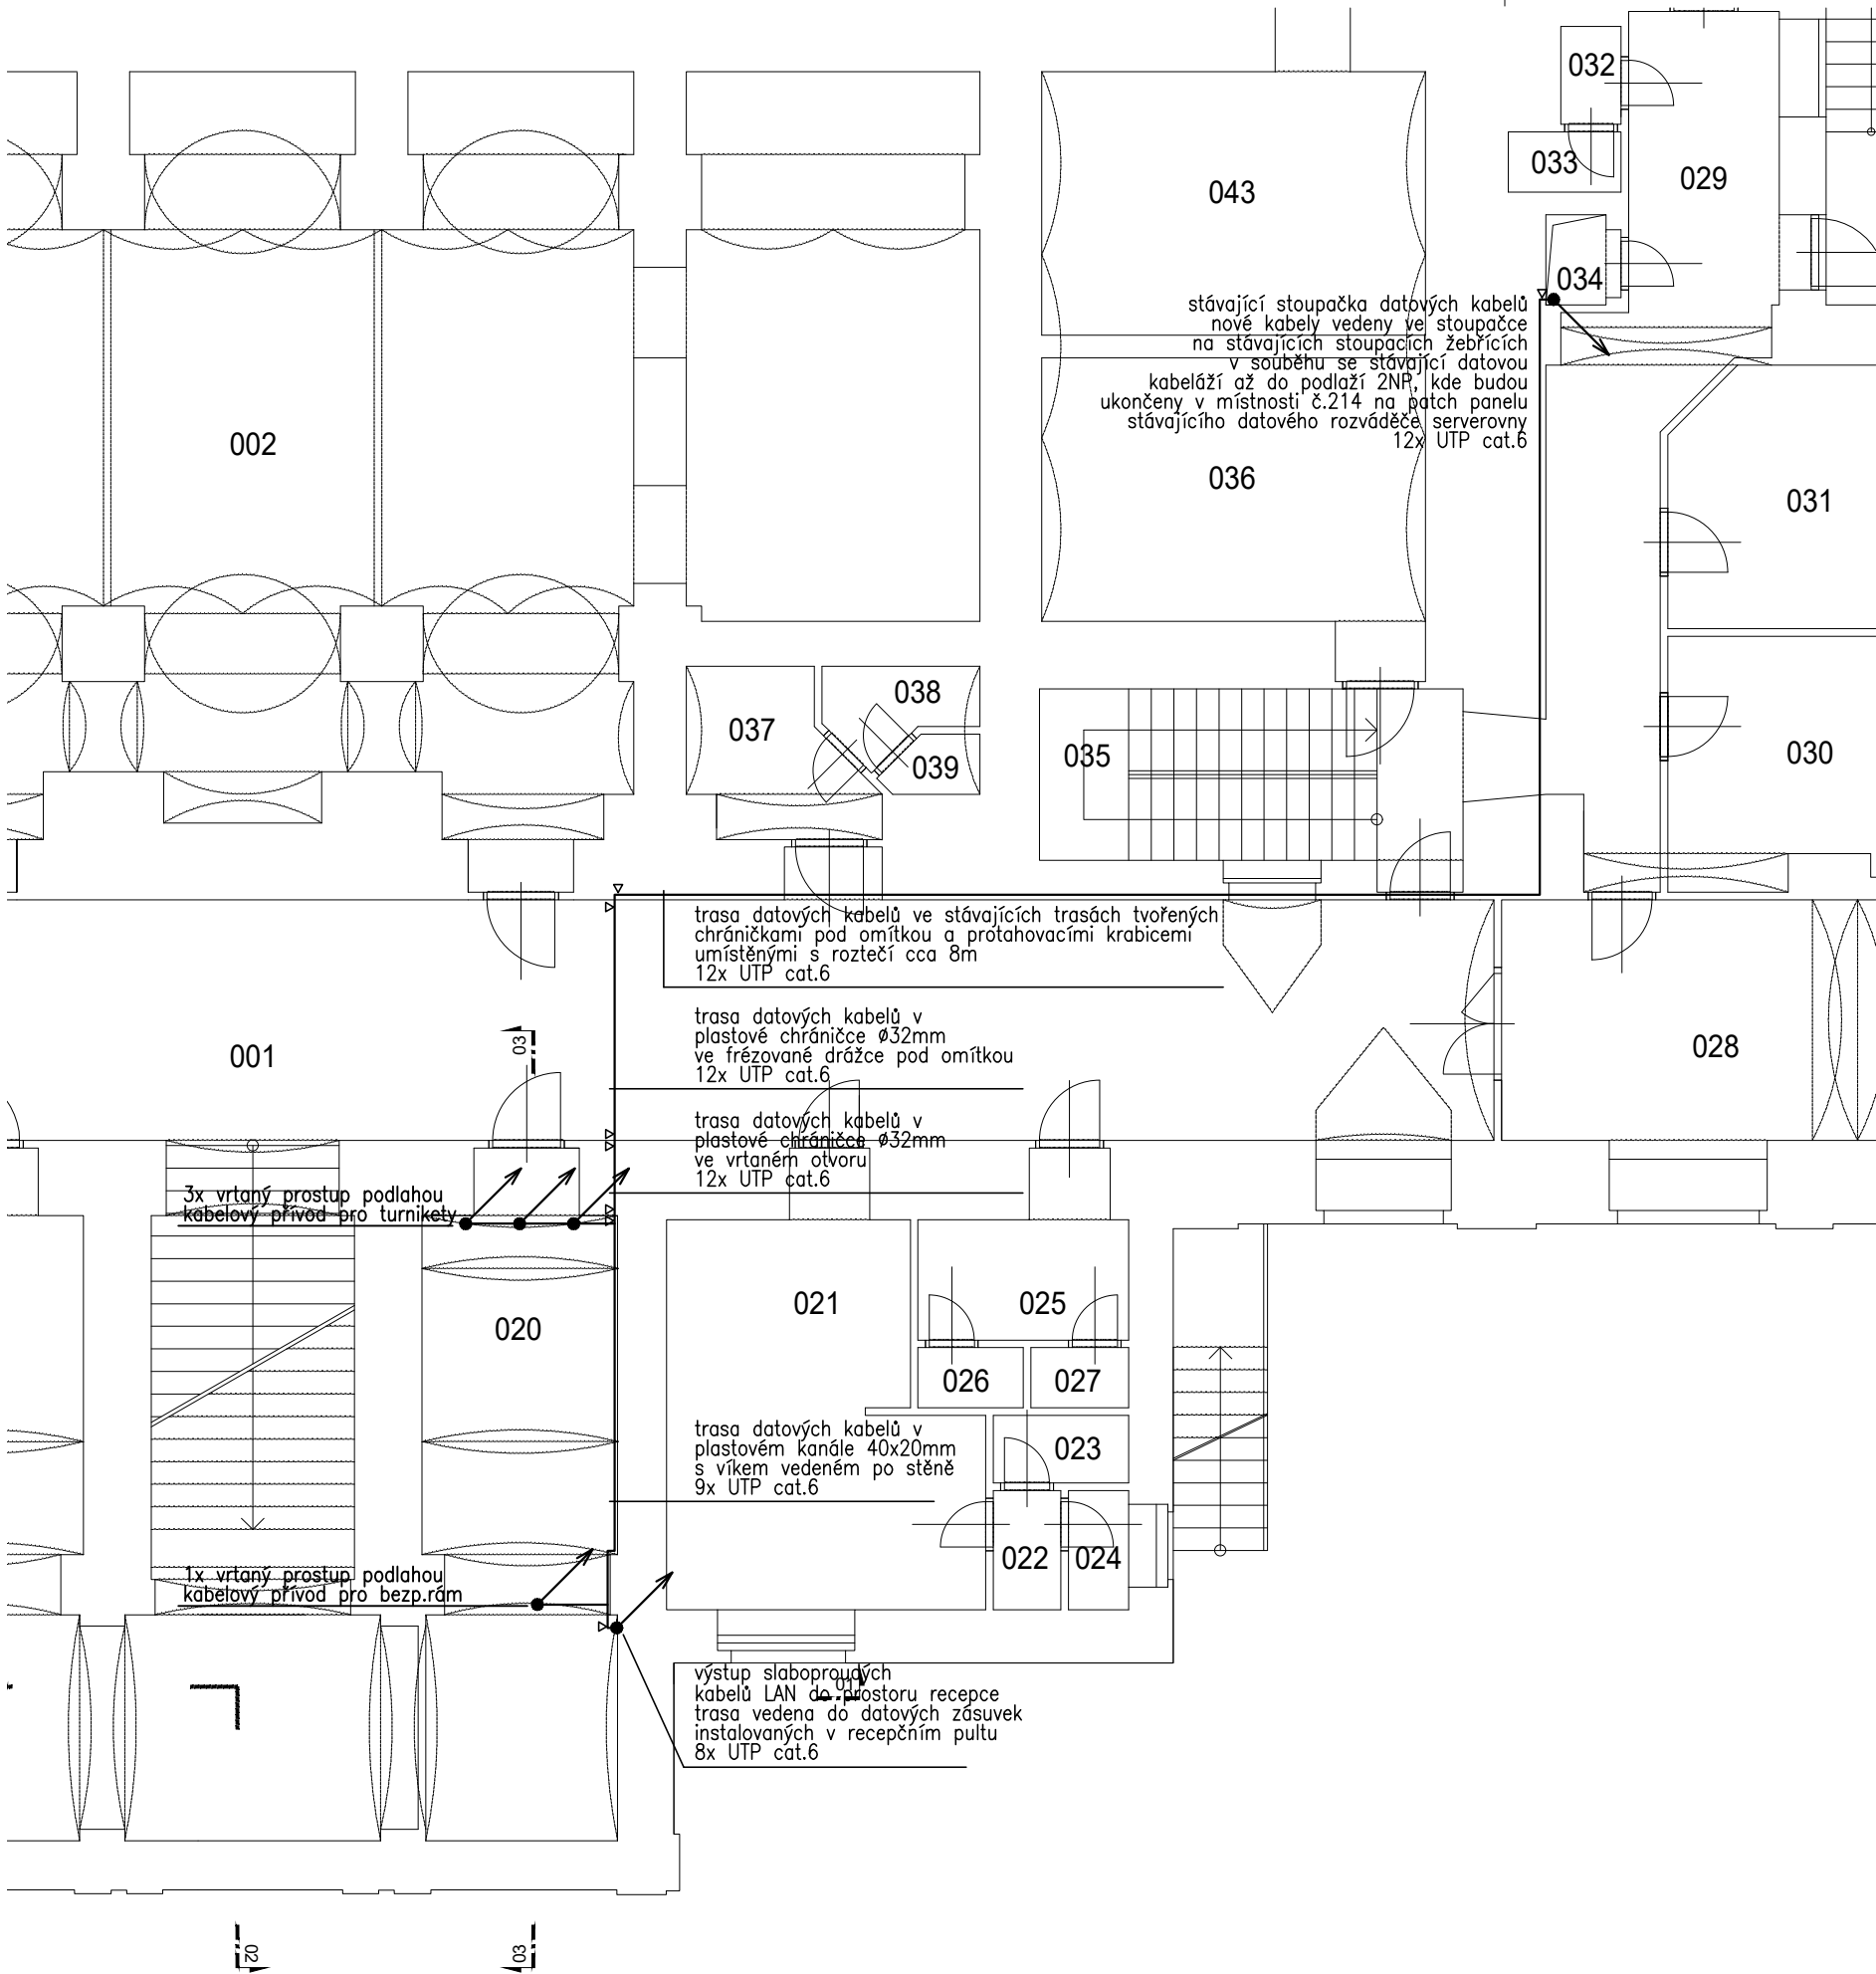 032
033
029
043
034
stávající stoupačka datových kabelů
nové kabely vedeny ve stoupačce
na stávajících stoupacích žebřících
v souběhu se stávající datovou
kabeláží až do podlaží 2NP, kde budou
ukončeny v místnosti č.214 na patch panelu
stávajícího datového rozváděče serverovny
12x UTP cat.6
002
036
031
038
037
039
035
030
trasa datových kabelů ve stávajících trasách tvořených
chráničkami pod omítkou a protahovacími krabicemi
umístěnými s roztečí cca 8m
12x UTP cat.6
trasa datových kabelů v
plastové chráničce ø32mm
ve frézované drážce pod omítkou
12x UTP cat.6
03
001
028
trasa datových kabelů v
plastové chráničce ø32mm
ve vrtaném otvoru
12x UTP cat.6
3x vrtaný prostup podlahou
kabelový přívod pro turnikety
021
025
020
026
027
trasa datových kabelů v
plastovém kanále 40x20mm
s víkem vedeném po stěně
9x UTP cat.6
023
022
024
1x vrtaný prostup podlahou
kabelový přívod pro bezp.rám
výstup slaboproudých
kabelů LAN do prostoru recepce
trasa vedena do datových zásuvek
instalovaných v recepčním pultu
8x UTP cat.6
01
02
03